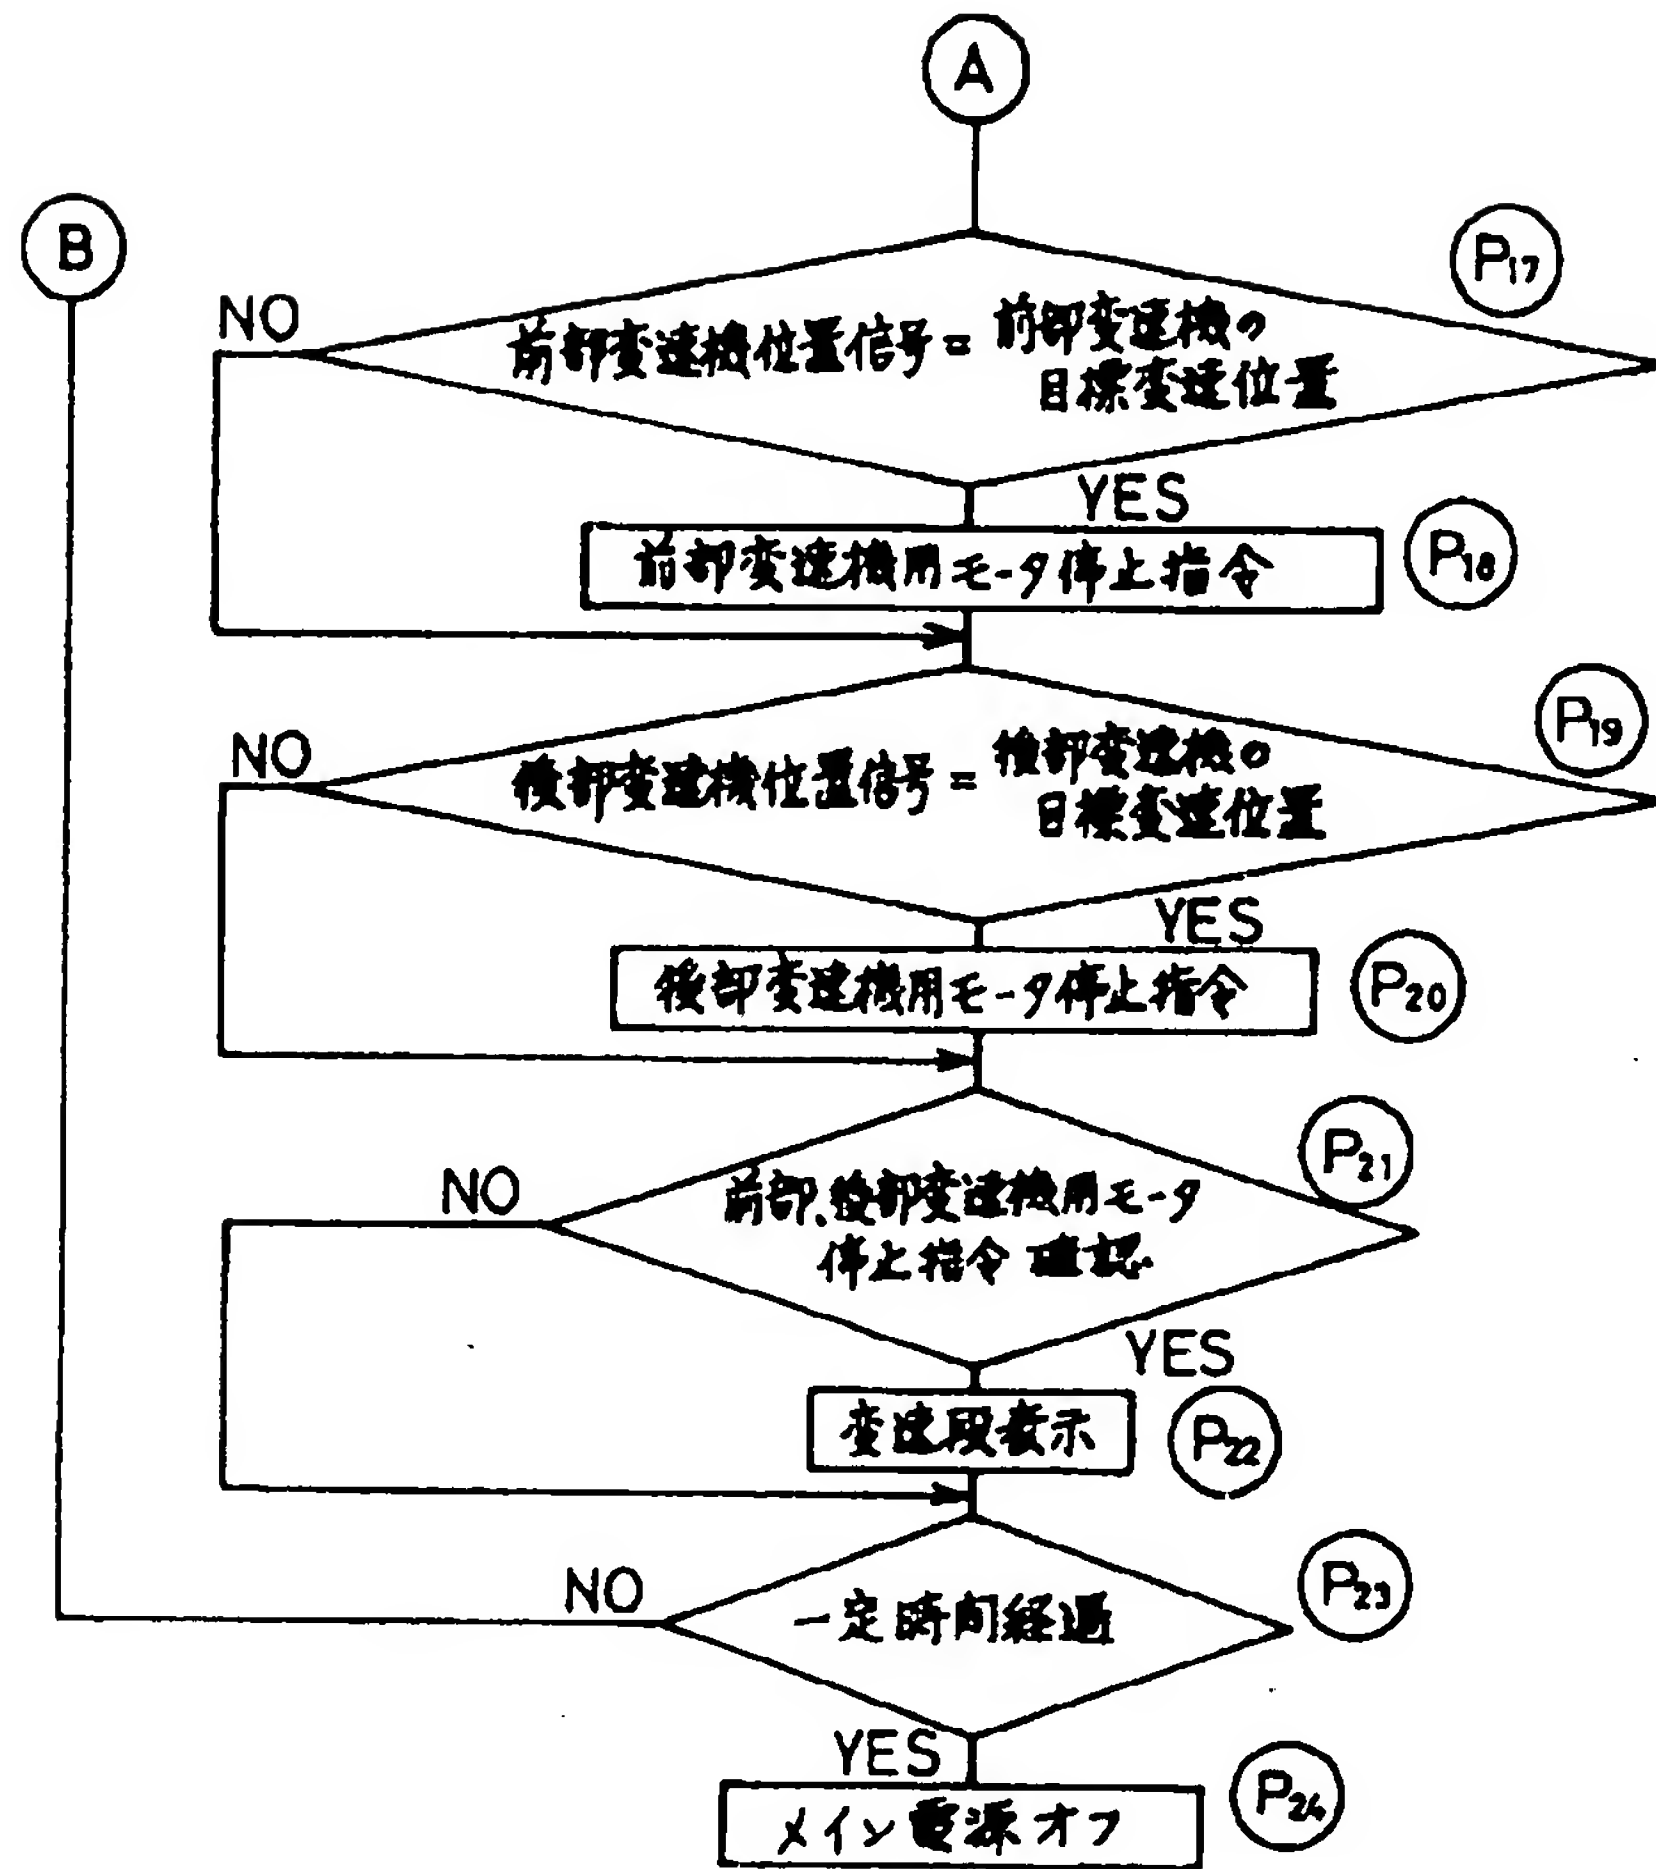 A
B
P17
NO
前部変速機位置信号=前部変速機の
目標変速位置
YES
前部変速機用モータ停止指令
P18
P19
NO
後部変速機位置信号=後部変速機の
目標変速位置
YES
後部変速機用モータ停止指令
P20
P21
NO
前部、後部変速機用モータ
停止指令 確認
YES
変速段表示
P22
P23
NO
一定時間経過
YES
メイン電源オフ
P24